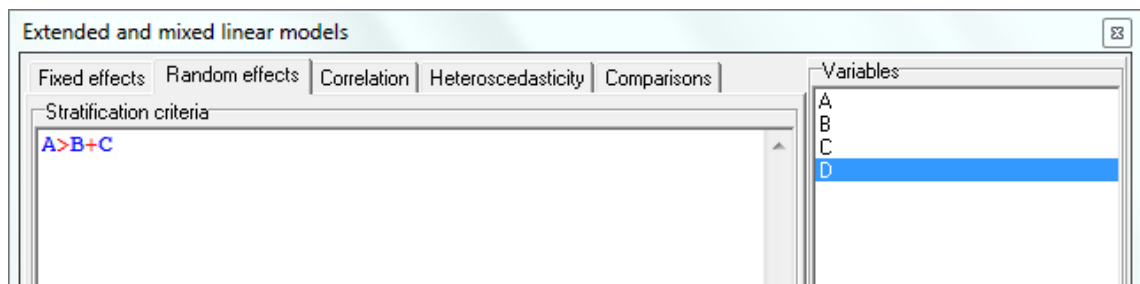 Extended and mixed linear models
Fixed effects Random effects Correlation Heteroscedasticity Comparisons
Stratification criteria
A>B+C
Variables
A
B
C
D